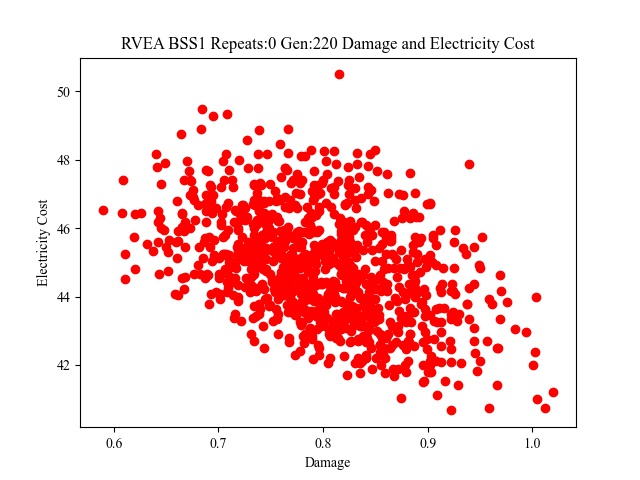 RVEA BSS1 Repeats:0 Gen:220 Damage and Electricity Cost
50
48
46
44
42
Electricity Cost
0.6 0.7 0.8 0.9 1.0
Damage